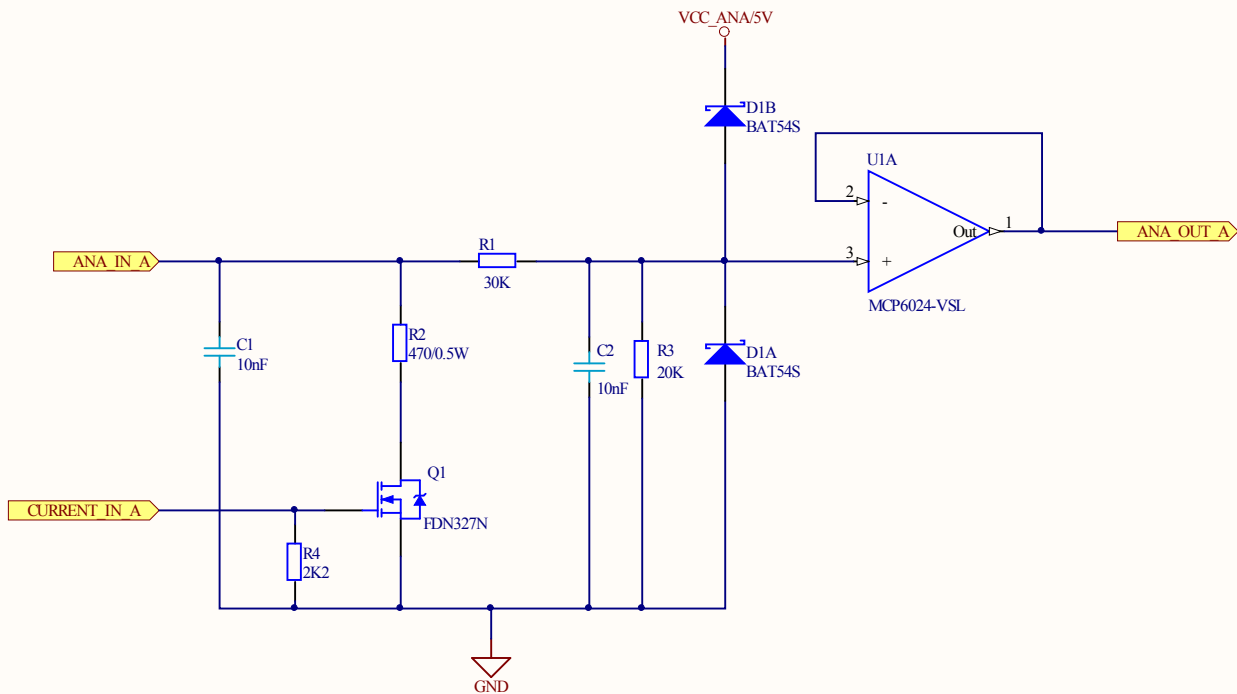 VCC_ANA/5V
D1B
BAT54S
U1A
2
-
Out
1
ANA_OUT_A
3
+
MCP6024-VSL
ANA_IN_A
R1
30K
C1
10nF
R2
470/0.5W
C2
10nF
R3
20K
D1A
BAT54S
Q1
FDN327N
CURRENT_IN_A
R4
2K2
GND